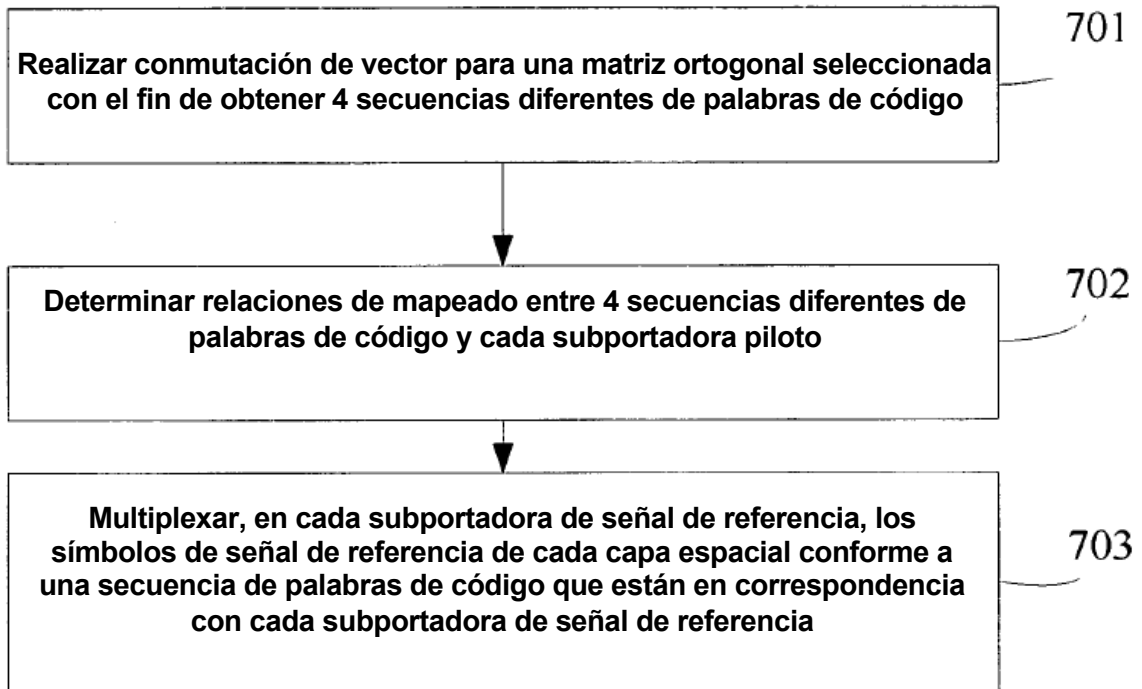 701
Realizar conmutación de vector para una matriz ortogonal seleccionada
con el fin de obtener 4 secuencias diferentes de palabras de código
702
Determinar relaciones de mapeado entre 4 secuencias diferentes de
palabras de código y cada subportadora piloto
703
Multiplexar, en cada subportadora de señal de referencia, los
símbolos de señal de referencia de cada capa espacial conforme a
una secuencia de palabras de código que están en correspondencia
con cada subportadora de señal de referencia